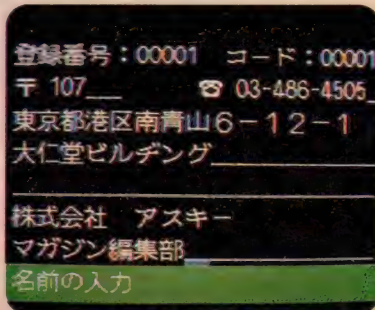 登録番号：00001　コード：00001
〒 107___　☎ 03-486-4505_
東京都港区南青山６－１２－１
大仁堂ビルヂング
株式会社　アスキー
マガジン編集部
名前の入力